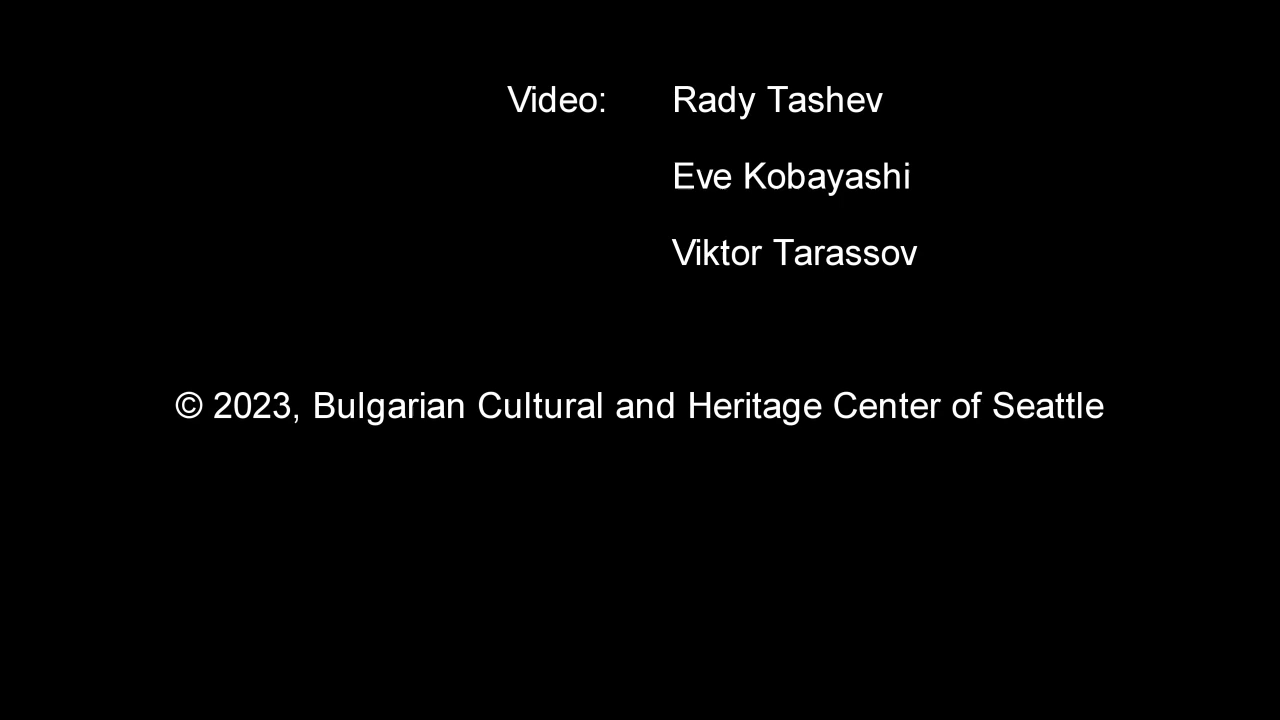 Video: Rady Tashev
Eve Kobayashi
Viktor Tarassov
© 2023, Bulgarian Cultural and Heritage Center of Seattle